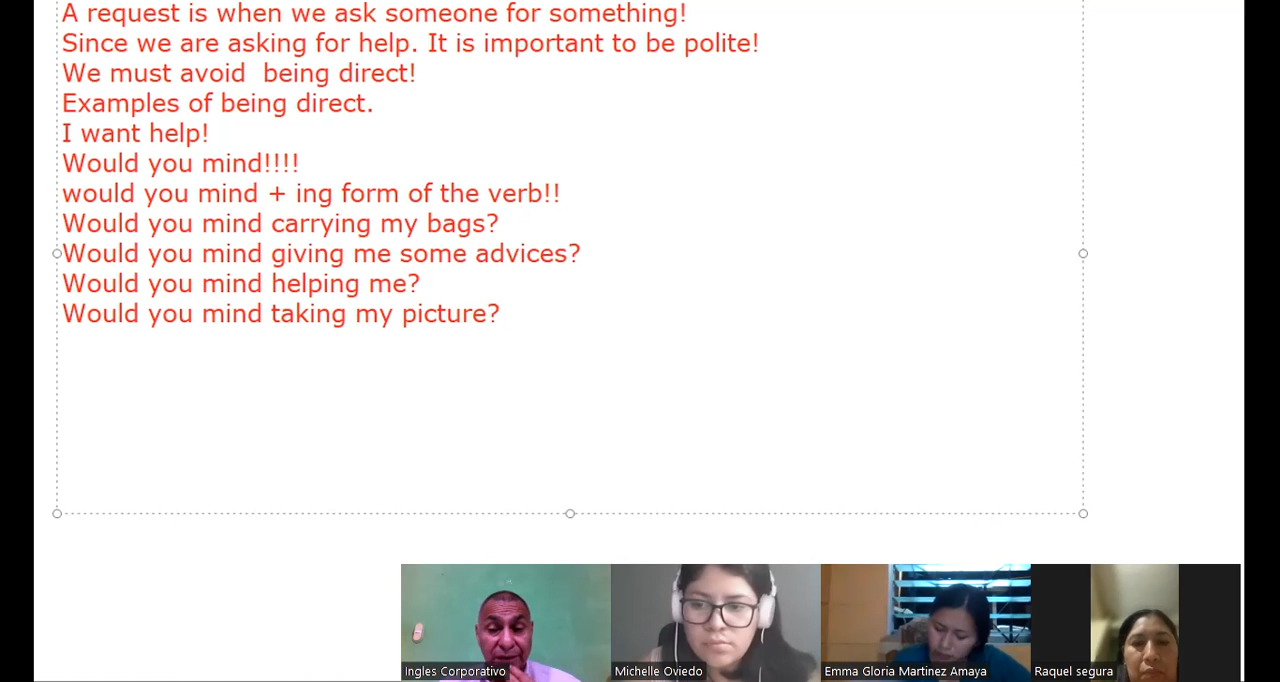 A request is when we ask someone for something!
Since we are asking for help. It is important to be polite!
We must avoid  being direct!
Examples of being direct.
I want help!
Would you mind!!!!
would you mind + ing form of the verb!!
Would you mind carrying my bags?
Would you mind giving me some advices?
Would you mind helping me?
Would you mind taking my picture?
Ingles Corporativo
Michelle Oviedo
Emma Gloria Martinez Amaya
Raquel segura